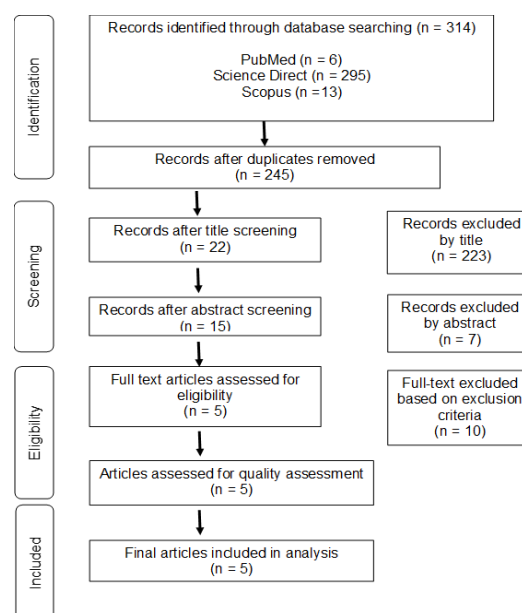 Identification
Records identified through database searching (n = 314)
PubMed (n = 6)
Science Direct (n = 295)
Scopus (n =13)
Records after duplicates removed
(n = 245)
Screening
Records after title screening
(n = 22)
Records excluded
by title
(n = 223)
Records after abstract screening
(n = 15)
Records excluded
by abstract
(n = 7)
Eligibility
Full text articles assessed for
eligibility
(n = 5)
Full-text excluded
based on exclusion
criteria
(n = 10)
Articles assessed for quality assessment
(n = 5)
Included
Final articles included in analysis
(n = 5)